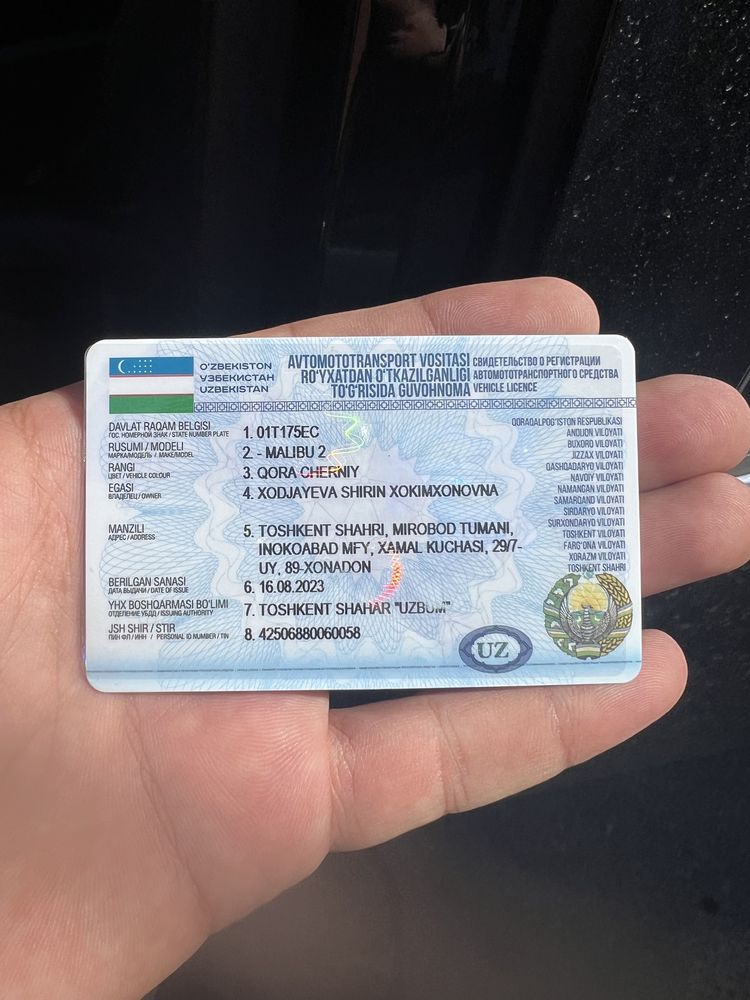 O'ZBEKISTON
УЗБЕКИСТАН
UZBEKISTAN
AVTOMOTOTRANSPORT VOSITASI
RO'YXATDAN O'TKAZILGANLIGI
TO'G'RISIDA GUVOHNOMA
СВИДЕТЕЛЬСТВО О РЕГИСТРАЦИИ
АВТОМОТОТРАНСПОРТНОГО СРЕДСТВА
VEHICLE LICENCE
DAVLAT RAQAM BELGISI
ГОС. НОМЕРНОЙ ЗНАК / STATE NUMBER PLATE
1. 01T175EC
RUSUMI / MODELI
МАРКА/МОДЕЛЬ / MAKE/MODEL
2. - MALIBU 2
RANGI
ЦВЕТ / VEHICLE COLOUR
3. QORA CHERNIY
EGASI
ВЛАДЕЛЕЦ / OWNER
4. XODJAYEVA SHIRIN XOKIMXONOVNA
MANZILI
АДРЕС / ADDRESS
5. TOSHKENT SHAHRI, MIROBOD TUMANI,
INOKOABAD MFY, XAMAL KUCHASI, 29/7-
UY, 89-XONADON
BERILGAN SANASI
ДАТА ВЫДАЧИ / DATE OF ISSUE
6. 16.08.2023
YHX BOSHQARMASI BO'LIMI
ОТДЕЛЕНИЕ УБДД / ISSUING AUTHORITY
7. TOSHKENT SHAHAR "UZBUM"
JSH SHIR / STIR
ПИН ФЛ / ИНН / PERSONAL ID NUMBER / TIN
8. 42506880060058
QORAQALPOG'ISTON RESPUBLIKASI
ANDIJON VILOYATI
BUXORO VILOYATI
JIZZAX VILOYATI
QASHQADARYO VILOYATI
NAVOIY VILOYATI
NAMANGAN VILOYATI
SAMARQAND VILOYATI
SIRDARYO VILOYATI
SURXONDARYO VILOYATI
TOSHKENT VILOYATI
FARG'ONA VILOYATI
XORAZM VILOYATI
TOSHKENT SHAHRI
UZ